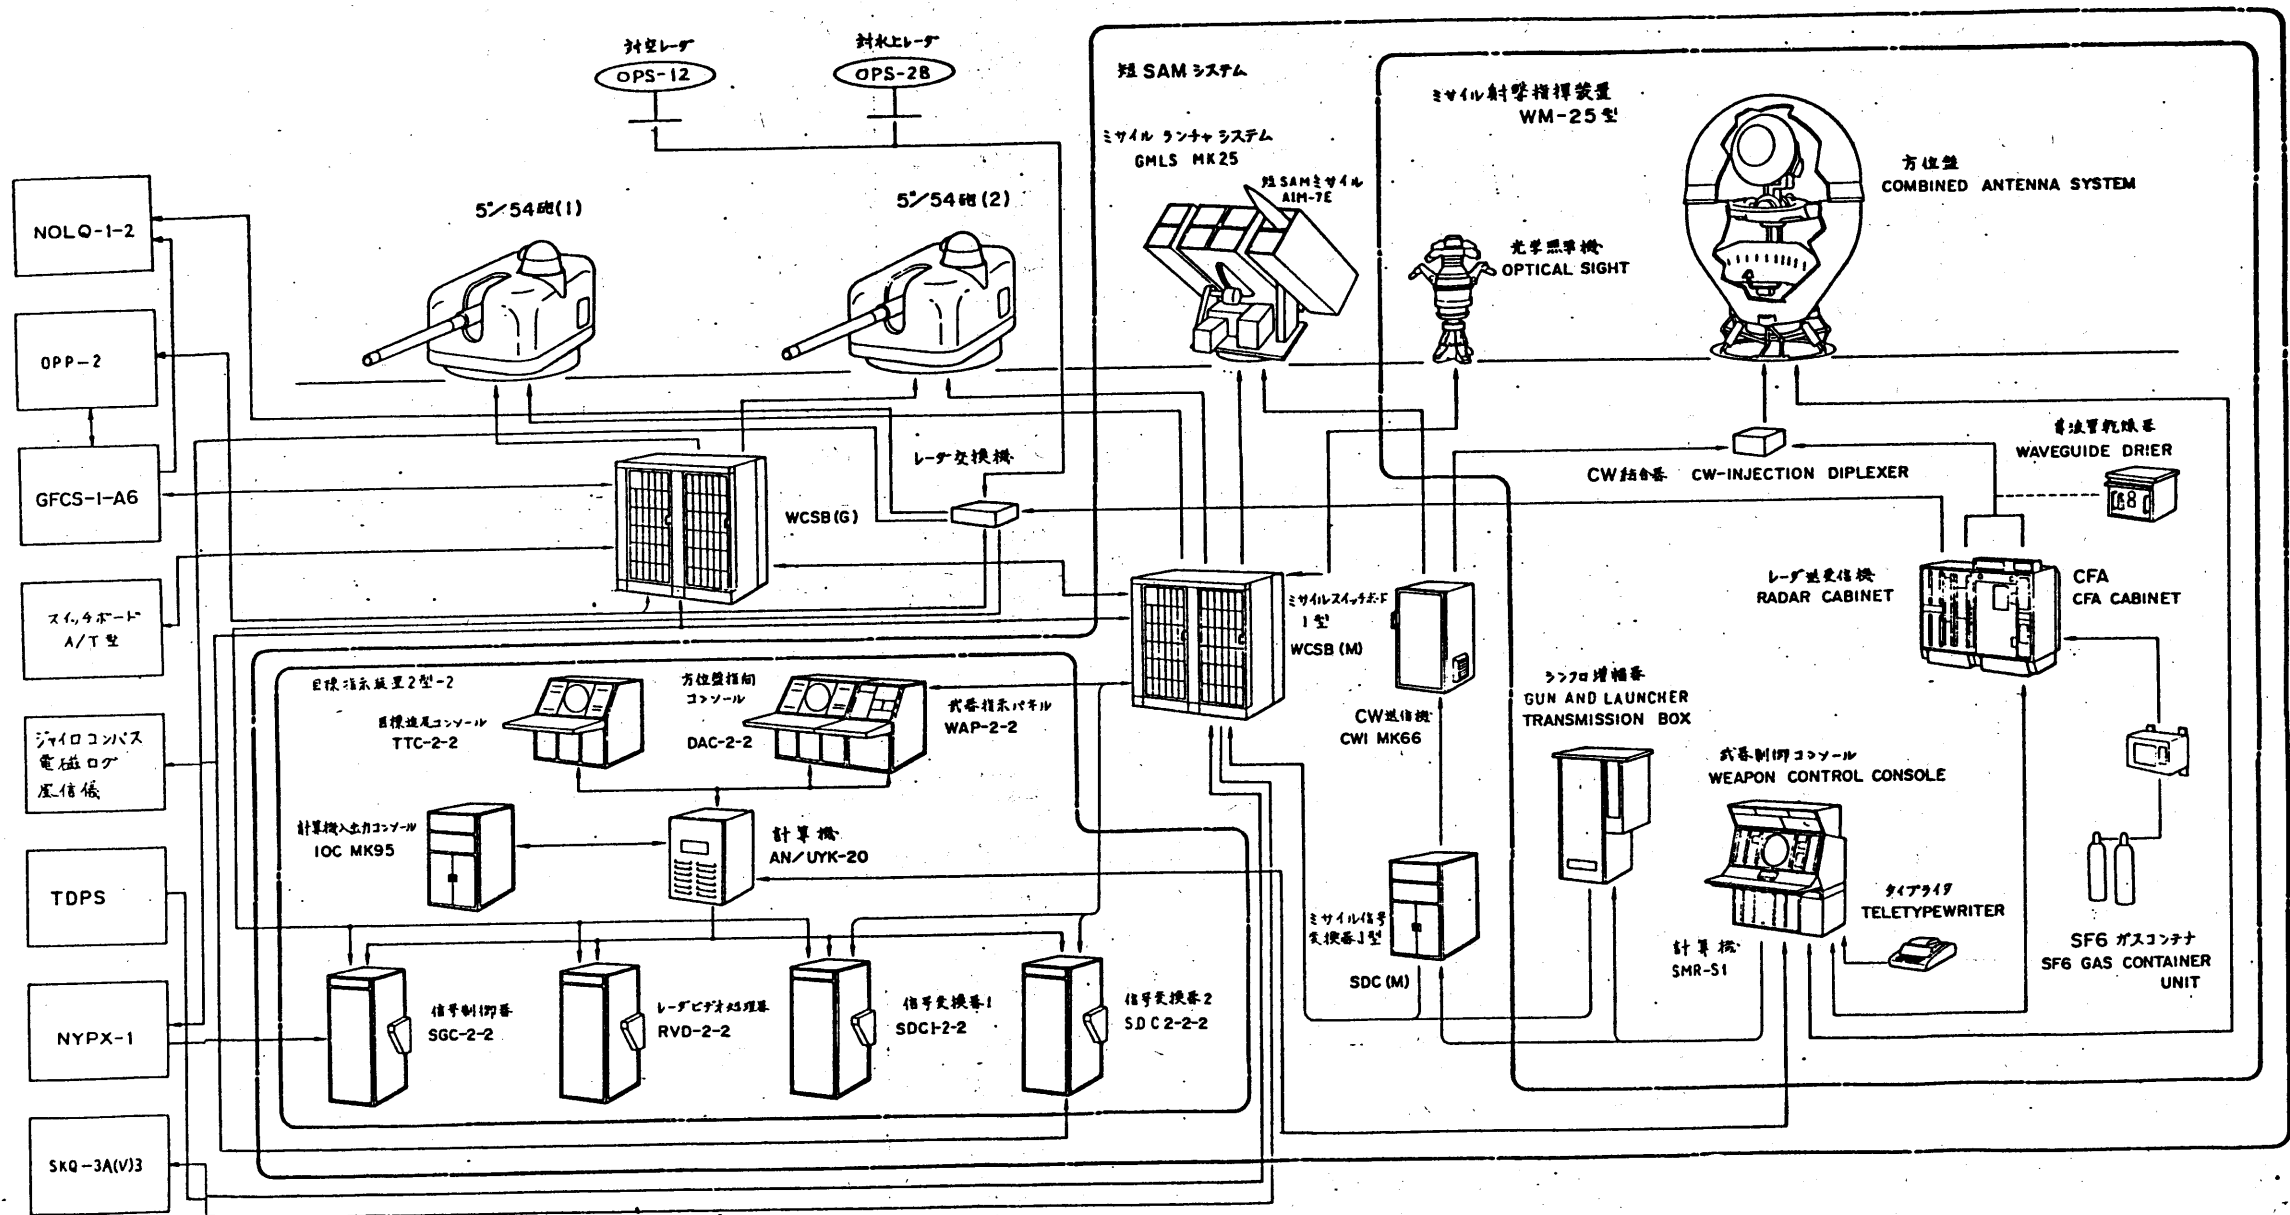 対空レーダ
OPS-12
対水上レーダ
OPS-28
短SAMシステム
ミサイル射撃指揮装置
WM-25型
ミサイル ランチャ システム
GMLS MK25
短SAMミサイル
AIM-7E
方位盤
COMBINED ANTENNA SYSTEM
光学照準機
OPTICAL SIGHT
5"/54砲(1)
5"/54砲(2)
NOLQ-1-2
OPP-2
GFCS-1-A6
スイッチボード
A/T型
ジャイロコンパス
電磁ログ
TDPS
NYPX-1
SKQ-3A(V)3
WCSB(G)
レーダ交換機
CW結合器 CW-INJECTION DIPLEXER
導波管乾燥器
WAVEGUIDE DRIER
レーダ送受信機
RADAR CABINET
CFA
CFA CABINET
ミサイルスイッチボード
1型
WCSB(M)
CW送信機
CWI MK66
シンクロ増幅器
GUN AND LAUNCHER
TRANSMISSION BOX
武器制御コンソール
WEAPON CONTROL CONSOLE
タイプライタ
TELETYPEWRITER
計算機
SMR-S1
SF6 ガスコンテナ
SF6 GAS CONTAINER
UNIT
ミサイル信号
変換器1型
SDC(M)
目標指示装置2型-2
目標追尾コンソール
TTC-2-2
方位盤指向
コンソール
DAC-2-2
武器指示パネル
WAP-2-2
計算機入出力コンソール
IOC MK95
計算機
AN/UYK-20
信号制御器
SGC-2-2
レーダビデオ処理器
RVD-2-2
信号変換器1
SDC1-2-2
信号変換器2
SDC2-2-2